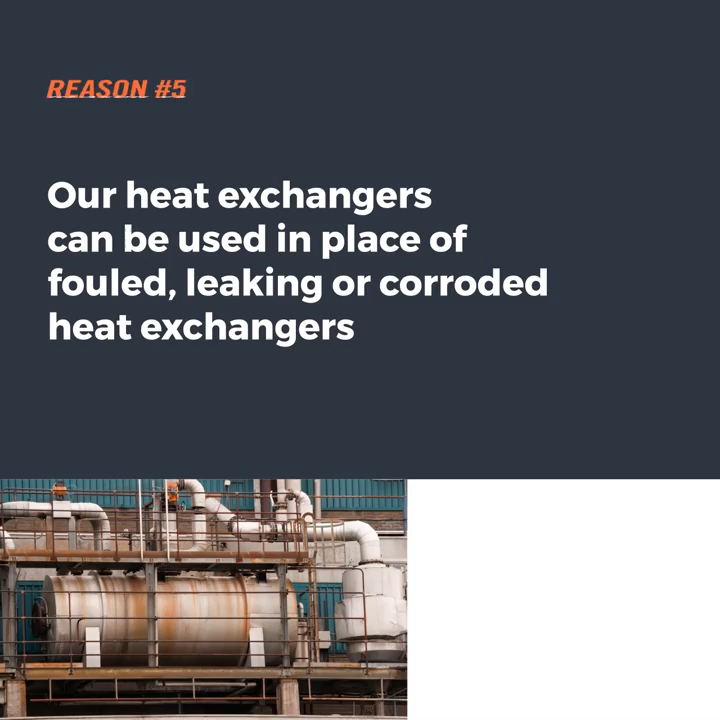 REASON #5
Our heat exchangers
can be used in place of
fouled, leaking or corroded
heat exchangers